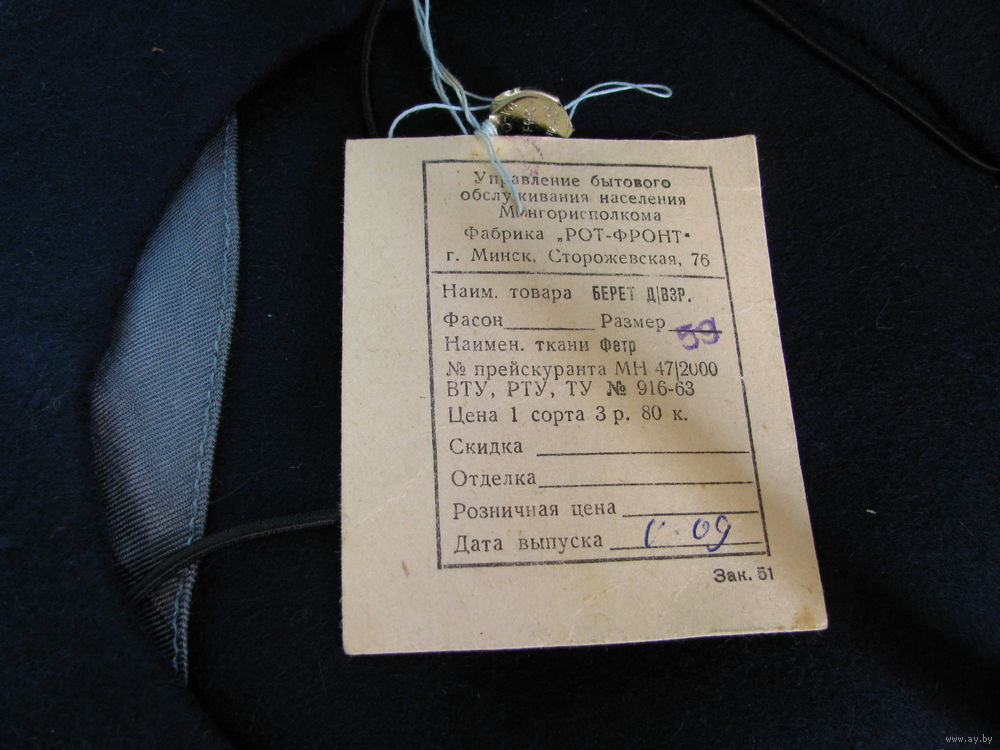 Управление бытового
обслуживания населения
Мингорисполкома
Фабрика „РОТ-ФРОНТ"
г. Минск, Сторожевская, 76
Наим. товара БЕРЕТ Д|ВЗР.
Фасон Размер 59
Наимен. ткани Фетр
№ прейскуранта МН 47|2000
ВТУ, РТУ, ТУ № 916-63
Цена 1 сорта 3 р. 80 к.
Скидка
Отделка
Розничная цена
Дата выпуска
Зак. 51
www.ay.by